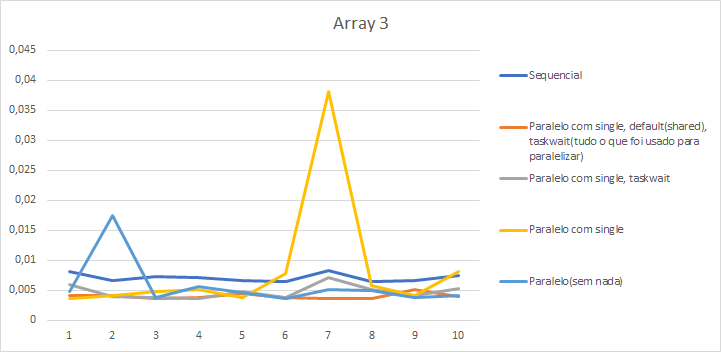 Array 3
0,045
0,04
0,035
0,03
0,025
0,02
0,015
0,01
0,005
0
1 2 3 4 5 6 7 8 9 10
Sequencial
Paralelo com single, default(shared),
taskwait(tudo o que foi usado para
paralelizar)
Paralelo com single, taskwait
Paralelo com single
Paralelo(sem nada)